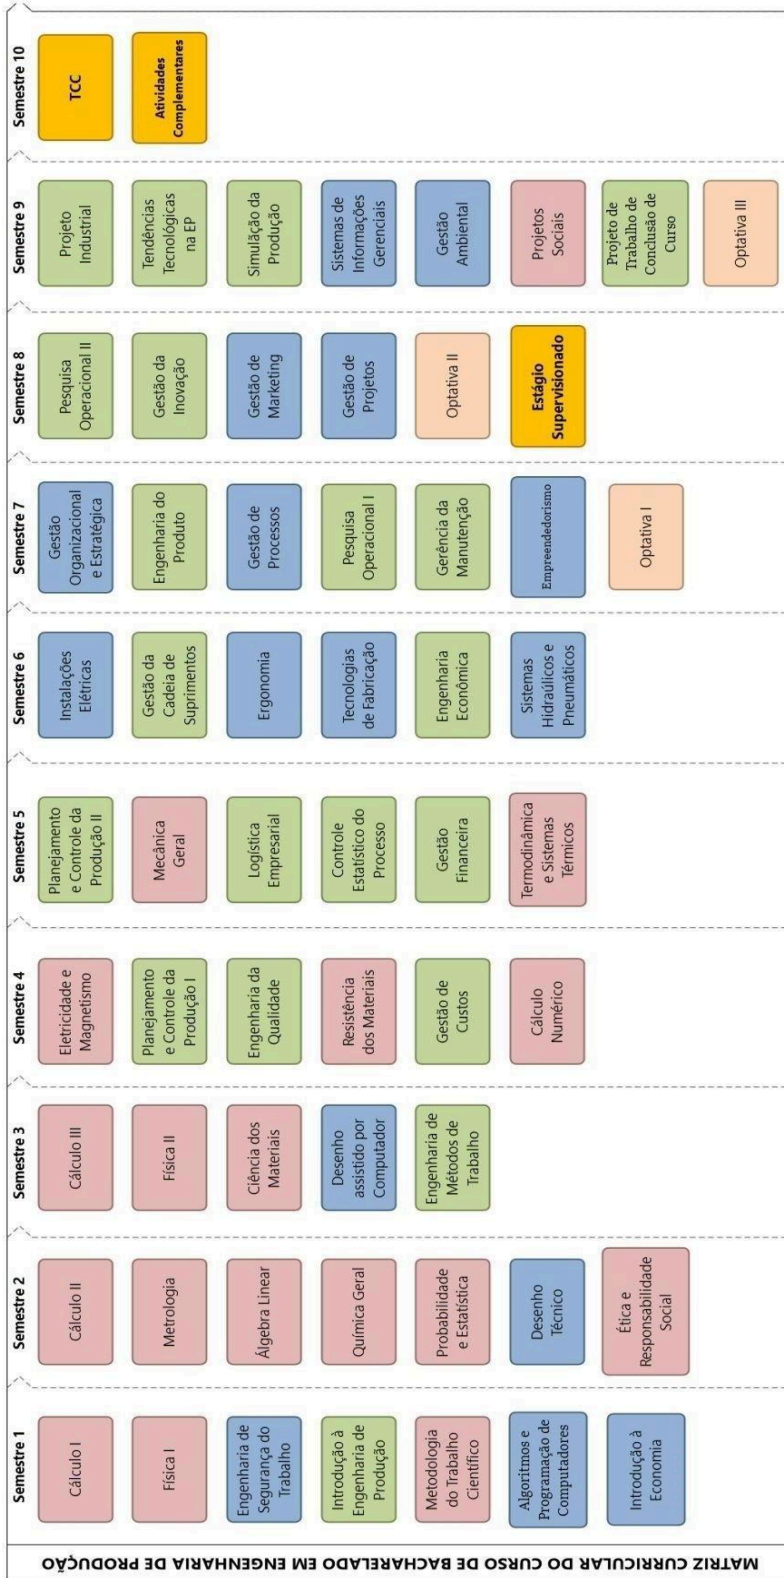 MATRIZ CURRICULAR DO CURSO DE BACHARELADO EM ENGENHARIA DE PRODUÇÃO
Semestre 1
Cálculo I
Física I
Engenharia de
Segurança do
Trabalho
Introdução à
Engenharia de
Produção
Metodologia
do Trabalho
Científico
Algoritmos e
Programação de
Computadores
Introdução à
Economia
Semestre 2
Cálculo II
Metrologia
Álgebra Linear
Química Geral
Probabilidade
e Estatística
Desenho
Técnico
Ética e
Responsabilidade
Social
Semestre 3
Cálculo III
Física II
Ciência dos
Materiais
Desenho
assistido por
Computador
Engenharia de
Métodos de
Trabalho
Semestre 4
Eletricidade e
Magnetismo
Planejamento
e Controle da
Produção I
Engenharia da
Qualidade
Resistência
dos Materiais
Gestão de
Custos
Cálculo
Numérico
Semestre 5
Planejamento
e Controle da
Produção II
Mecânica
Geral
Logística
Empresarial
Controle
Estatístico do
Processo
Gestão
Financeira
Termodinâmica
e Sistemas
Térmicos
Semestre 6
Instalações
Elétricas
Gestão da
Cadeia de
Suprimentos
Ergonomia
Tecnologias
de Fabricação
Engenharia
Econômica
Sistemas
Hidraúlicos e
Pneumáticos
Semestre 7
Gestão
Organizacional
e Estratégica
Engenharia do
Produto
Gestão de
Processos
Pesquisa
Operacional I
Gerência da
Manutenção
Empreendedorismo
Optativa I
Semestre 8
Pesquisa
Operacional II
Gestão da
Inovação
Gestão de
Marketing
Gestão de
Projetos
Optativa II
Estágio
Supervisionado
Semestre 9
Projeto
Industrial
Tendências
Tecnológicas
na EP
Simulação da
Produção
Sistemas de
Informações
Gerenciais
Gestão
Ambiental
Projetos
Sociais
Projeto de
Trabalho de
Conclusão de
Curso
Optativa III
Semestre 10
TCC
Atividades
Complementares